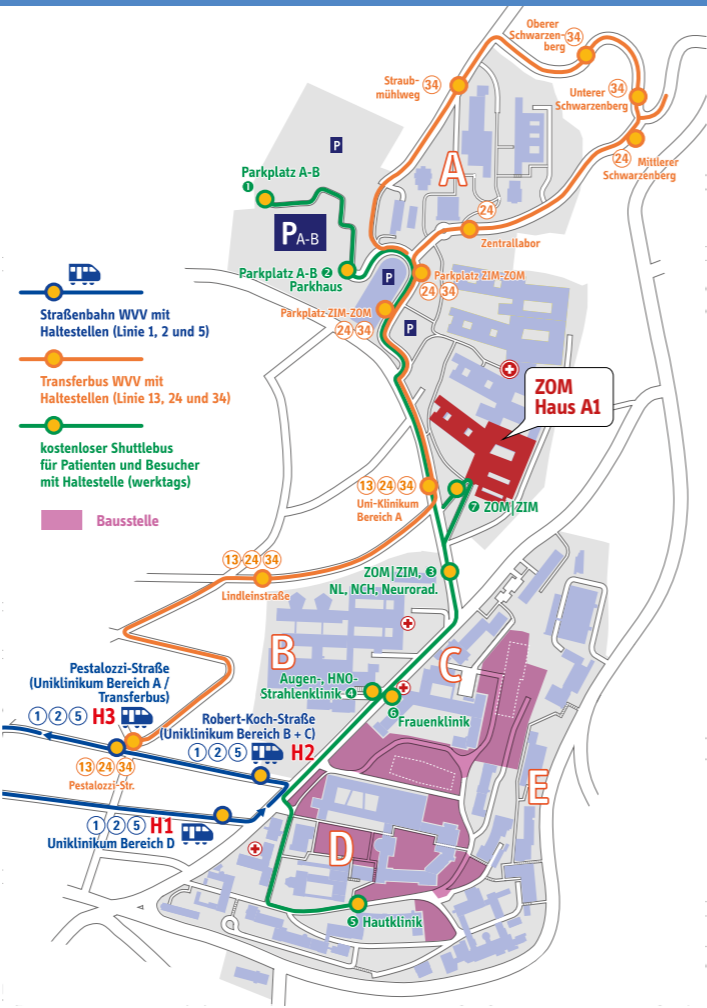 Oberer
Schwarzen-
berg
34
Straub-
mühlweg
34
Unterer
Schwarzenberg
34
24
Mittlerer
Schwarzenberg
A
P
Parkplatz A-B
1
P A-B
24
Zentrallabor
Parkplatz A-B 2
Parkhaus
P
Parkplatz ZIM-ZOM
24 34
Parkplatz ZIM-ZOM
24 34
P
Straßenbahn WVV mit
Haltestellen (Linie 1, 2 und 5)
Transferbus WVV mit
Haltestellen (Linie 13, 24 und 34)
kostenloser Shuttlebus
für Patienten und Besucher
mit Haltestelle (werktags)
Bausstelle
ZOM
Haus A1
13 24 34
Uni-Klinikum
Bereich A
7 ZOM|ZIM
13 24 34
Lindleinstraße
ZOM|ZIM, 3
NL, NCH, Neurorad.
B
C
Augen-, HNO-
Strahlenklinik 4
6
Frauenklinik
Pestalozzi-Straße
(Uniklinikum Bereich A /
Transferbus)
1 2 5 H3
13 24 34
Pestalozzi-Str.
Robert-Koch-Straße
(Uniklinikum Bereich B + C)
1 2 5 H2
1 2 5 H1
Uniklinikum Bereich D
E
D
5 Hautklinik